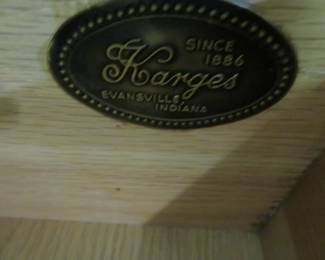 SINCE
1886
Karges
EVANSVILLE
INDIANA